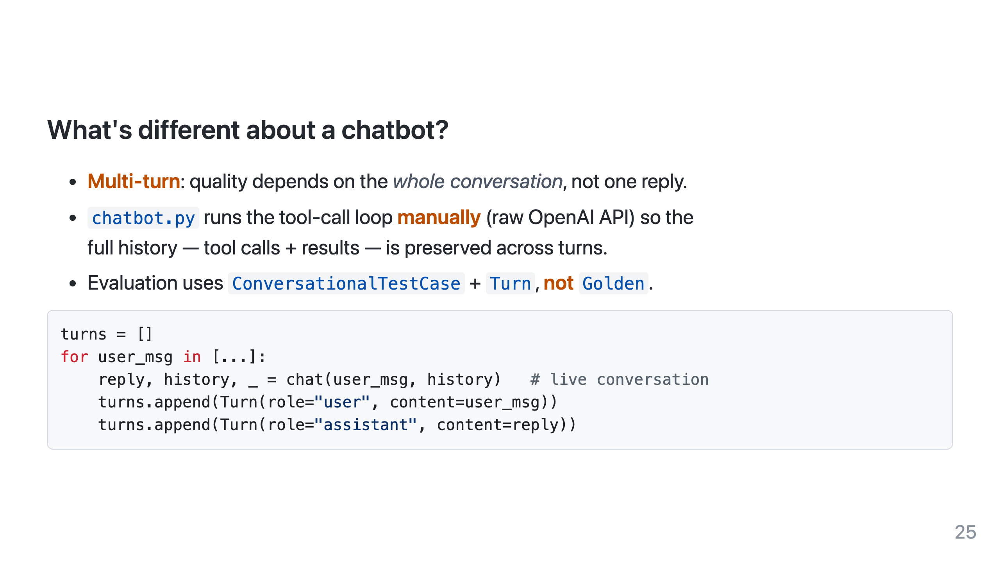 What's different about a chatbot?
• Multi-turn: quality depends on the whole conversation, not one reply.
• chatbot.py runs the tool-call loop manually (raw OpenAI API) so the
full history — tool calls + results — is preserved across turns.
• Evaluation uses ConversationalTestCase + Turn, not Golden.
turns = []
for user_msg in [...]:
    reply, history, _ = chat(user_msg, history)   # live conversation
    turns.append(Turn(role="user", content=user_msg))
    turns.append(Turn(role="assistant", content=reply))
25